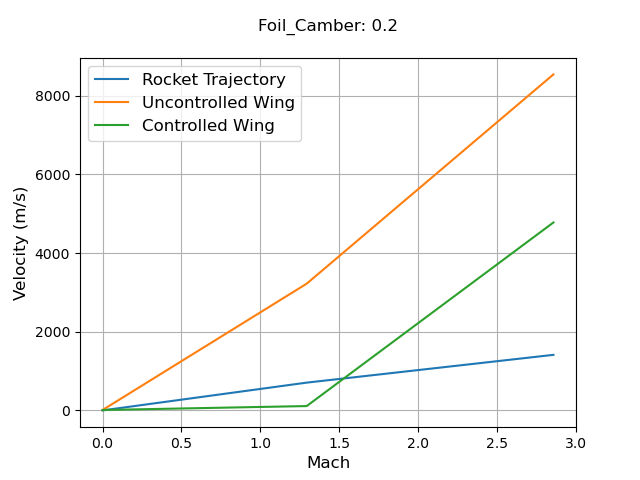 Foil_Camber: 0.2
Rocket Trajectory
Uncontrolled Wing
Controlled Wing
8000
6000
4000
2000
0
Velocity (m/s)
0.0 0.5 1.0 1.5 2.0 2.5 3.0
Mach